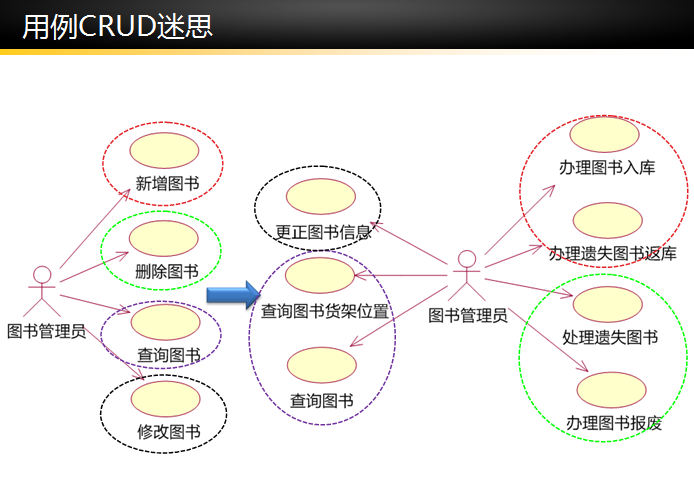 用例CRUD迷思
新增图书
删除图书
查询图书
修改图书
图书管理员
更正图书信息
查询图书货架位置
查询图书
图书管理员
办理图书入库
办理遗失图书返库
处理遗失图书
办理图书报废